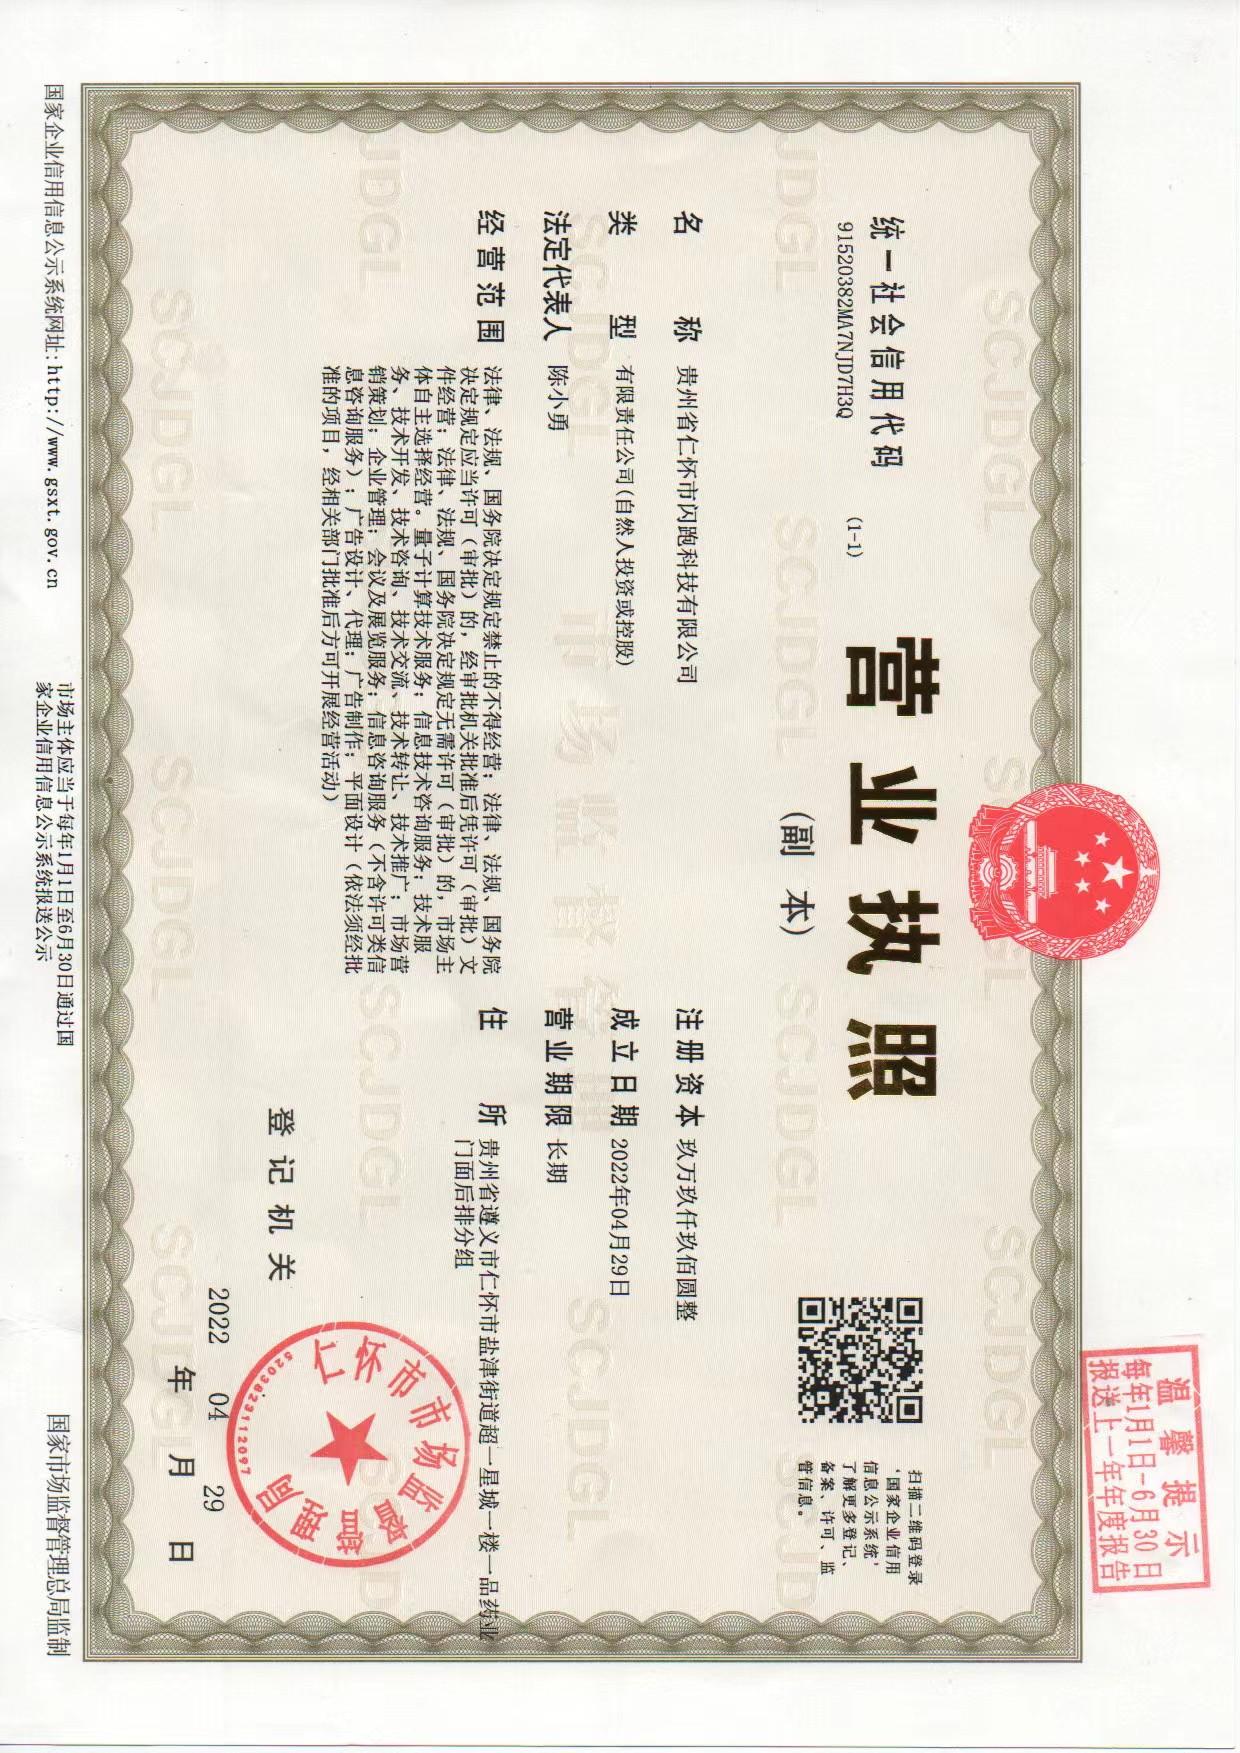 温馨提示
每年1月1日-6月30日
报送上一年年度报告
统一社会信用代码
91520382MA7NJD7H3Q
(1-1)
营业执照
(副 本)
扫描二维码登录
‘国家企业信用
信息公示系统’
了解更多登记、
备案、许可、监
管信息。
名 称 贵州省仁怀市闪跑科技有限公司
类 型 有限责任公司(自然人投资或控股)
法定代表人 陈小勇
经营范围 法律、法规、国务院决定规定禁止的不得经营；法律、法规、国务院
决定规定应当许可（审批）的，经审批机关批准后凭许可（审批）文
件经营；法律、法规、国务院决定规定无需许可（审批）的，市场主
体自主选择经营。量子计算技术服务；信息技术咨询服务；技术服
务、技术开发、技术咨询、技术交流、技术转让、技术推广；市场营
销策划；企业管理；会议及展览服务；信息咨询服务（不含许可类信
息咨询服务）；广告设计、代理；广告制作；平面设计（依法须经批
准的项目，经相关部门批准后方可开展经营活动）
注册资本 玖万玖仟玖佰圆整
成立日期 2022年04月29日
营业期限 长期
住 所 贵州省遵义市仁怀市盐津街道超一星城一楼一品药业
门面后排分组
登记机关
仁怀市市场监督管理局
5203823112097
2022 年 04 月 29 日
国家企业信用信息公示系统网址：http://www.gsxt.gov.cn
市场主体应当于每年1月1日至6月30日通过国
家企业信用信息公示系统报送公示
国家市场监督管理总局监制